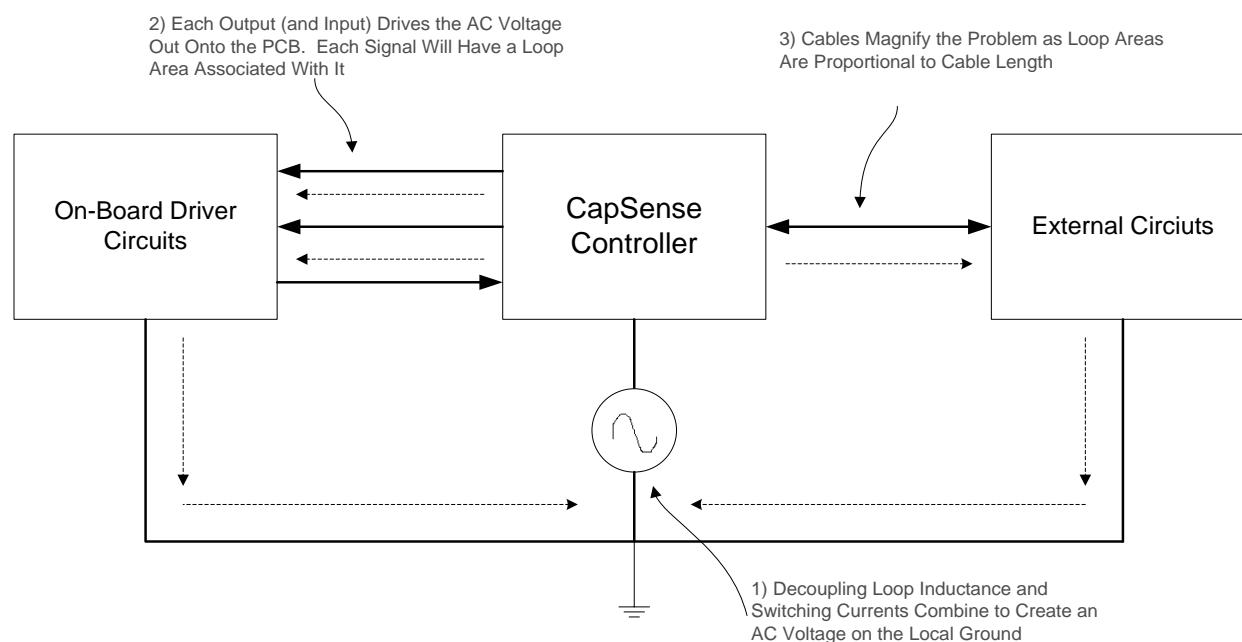 2) Each Output (and Input) Drives the AC Voltage
Out Onto the PCB.  Each Signal Will Have a Loop
Area Associated With It
3) Cables Magnify the Problem as Loop Areas
Are Proportional to Cable Length
On-Board Driver
Circuits
CapSense
Controller
External Circiuts
1) Decoupling Loop Inductance and
Switching Currents Combine to Create an
AC Voltage on the Local Ground